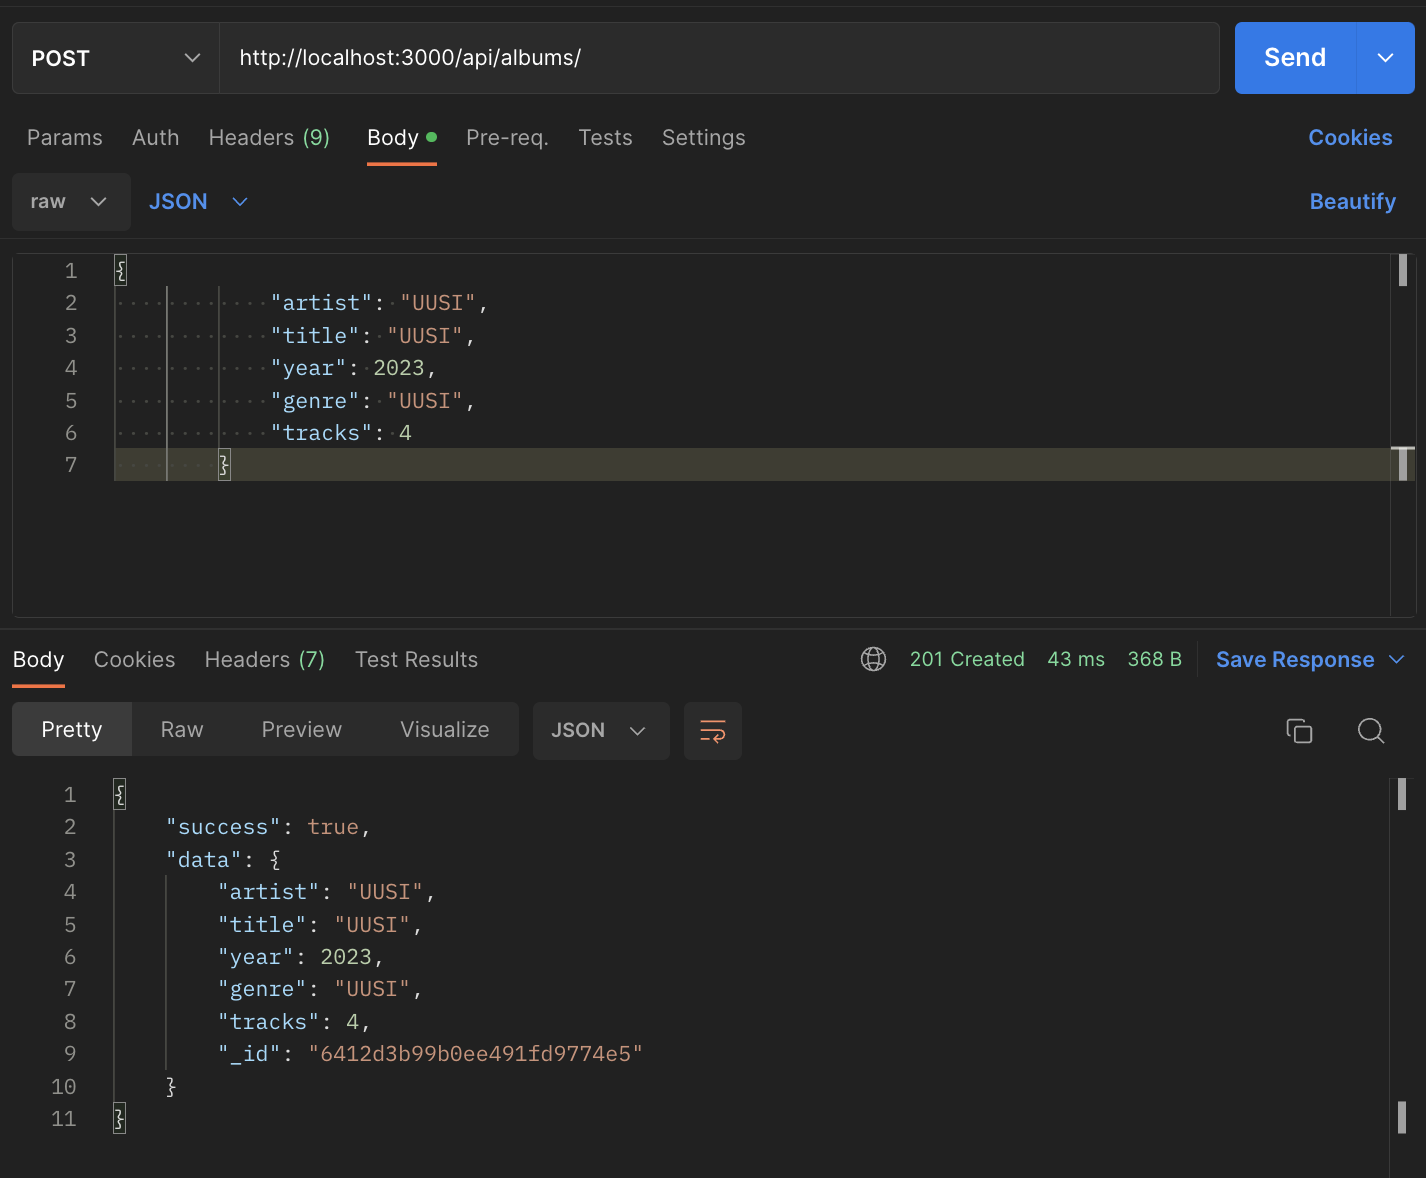 POST http://localhost:3000/api/albums/ Send
Params Auth Headers (9) Body Pre-req. Tests Settings Cookies
raw JSON Beautify
1 {
2 "artist": "UUSI",
3 "title": "UUSI",
4 "year": 2023,
5 "genre": "UUSI",
6 "tracks": 4
7 }
Body Cookies Headers (7) Test Results 201 Created 43 ms 368 B Save Response
Pretty Raw Preview Visualize JSON
1 {
2 "success": true,
3 "data": {
4 "artist": "UUSI",
5 "title": "UUSI",
6 "year": 2023,
7 "genre": "UUSI",
8 "tracks": 4,
9 "_id": "6412d3b99b0ee491fd9774e5"
10 }
11 }